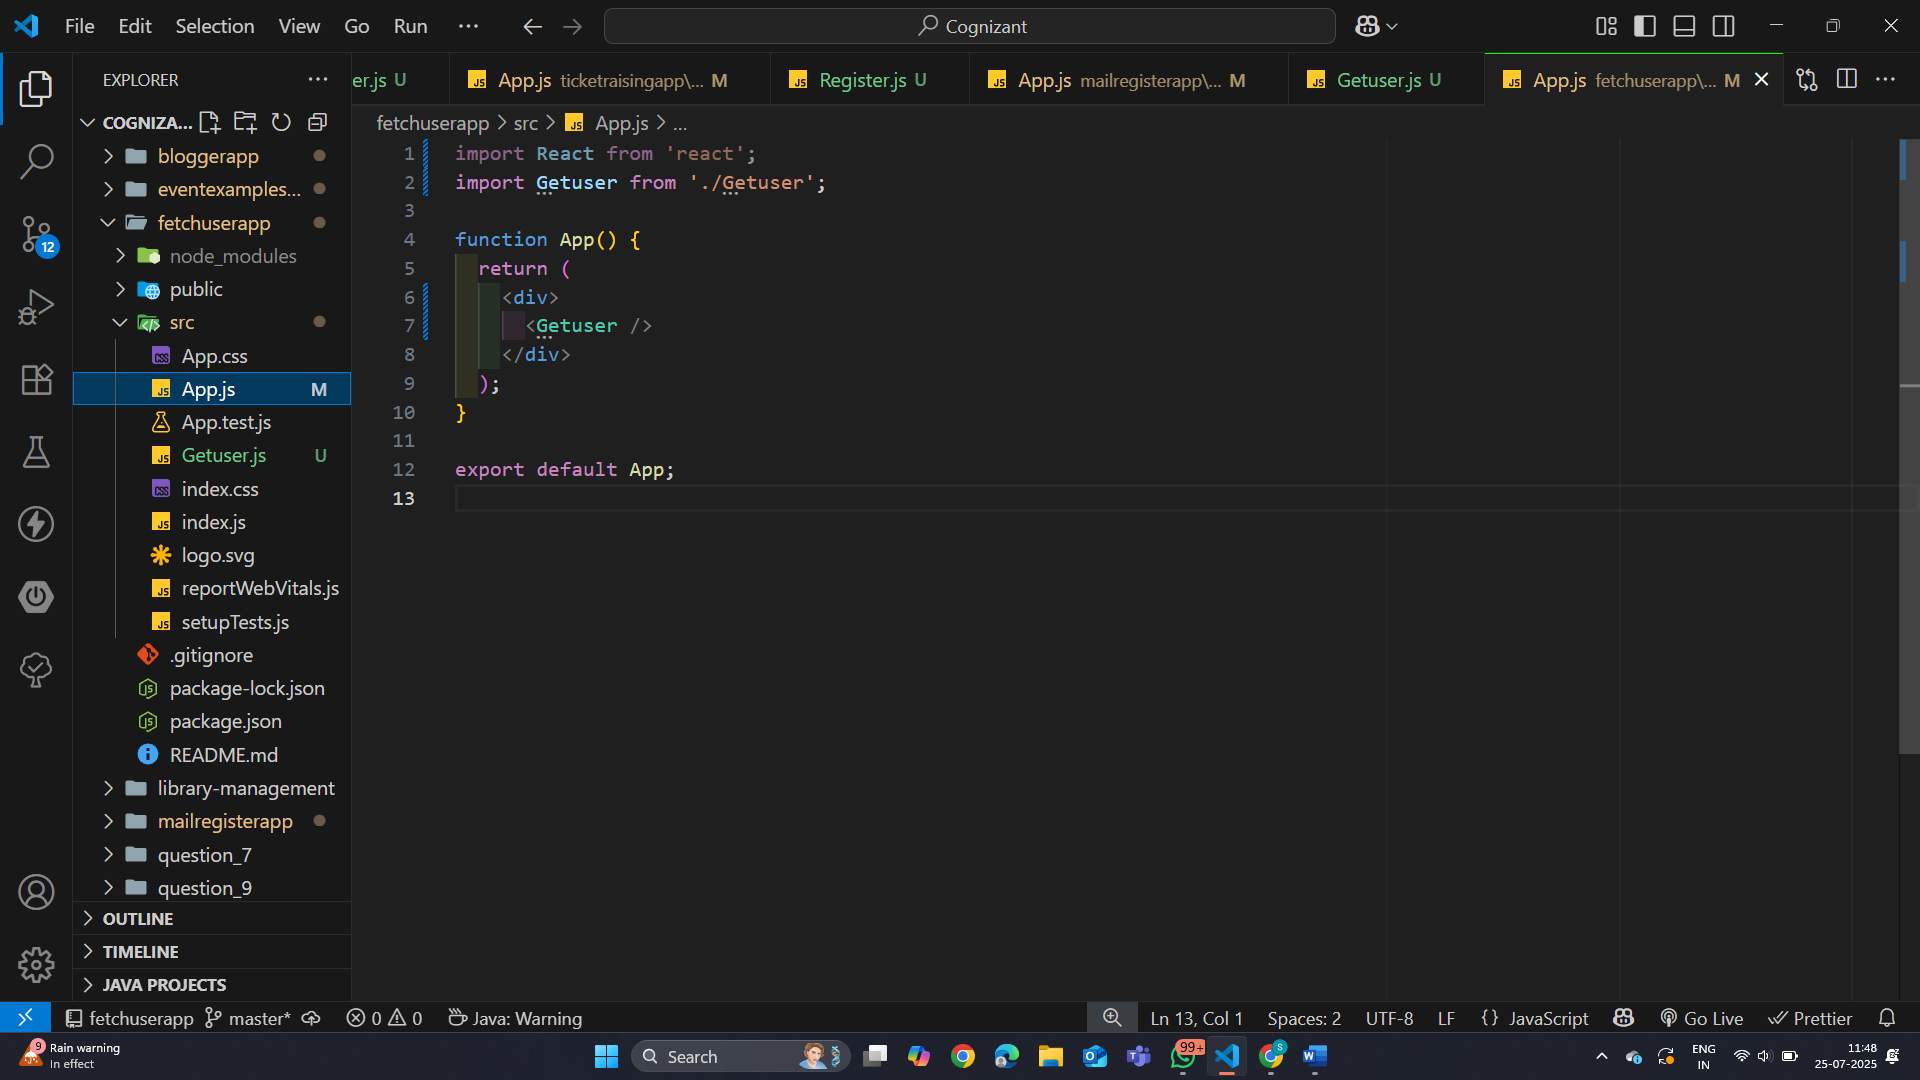 File Edit Selection View Go Run ··· Cognizant
EXPLORER ···
er.js U App.js ticketraisingapp\... M Register.js U App.js mailregisterapp\... M Getuser.js U App.js fetchuserapp\... M
COGNIZA...
bloggerapp
eventexamples...
fetchuserapp
node_modules
public
src
App.css
App.js M
App.test.js
Getuser.js U
index.css
index.js
logo.svg
reportWebVitals.js
setupTests.js
.gitignore
package-lock.json
package.json
README.md
library-management
mailregisterapp
question_7
question_9
OUTLINE
TIMELINE
JAVA PROJECTS
12
fetchuserapp > src > JS App.js > ...
1 import React from 'react';
2 import Getuser from './Getuser';
3
4 function App() {
5 return (
6 <div>
7 <Getuser />
8 </div>
9 );
10 }
11
12 export default App;
13
fetchuserapp master* 0 0 Java: Warning Ln 13, Col 1 Spaces: 2 UTF-8 LF {} JavaScript Go Live Prettier
9 Rain warning
In effect
Search
99+
S
ENG
IN
11:48
25-07-2025